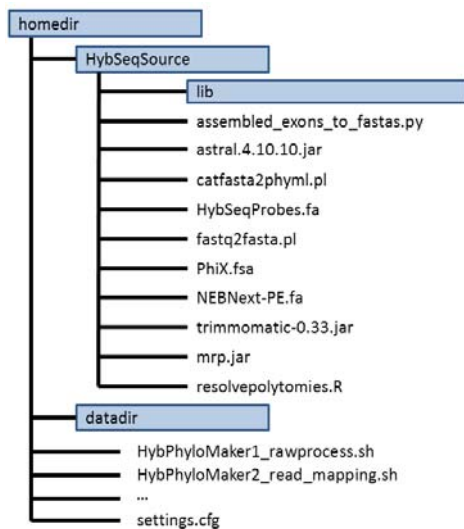 homedir
HybSeqSource
lib
assembled_exons_to_fastas.py
astral.4.10.10.jar
catfasta2phyml.pl
HybSeqProbes.fa
fastq2fasta.pl
PhiX.fsa
NEBNext-PE.fa
trimmomatic-0.33.jar
mrp.jar
resolvepolytomies.R
datadir
HybPhyloMaker1_rawprocess.sh
HybPhyloMaker2_read_mapping.sh
...
settings.cfg